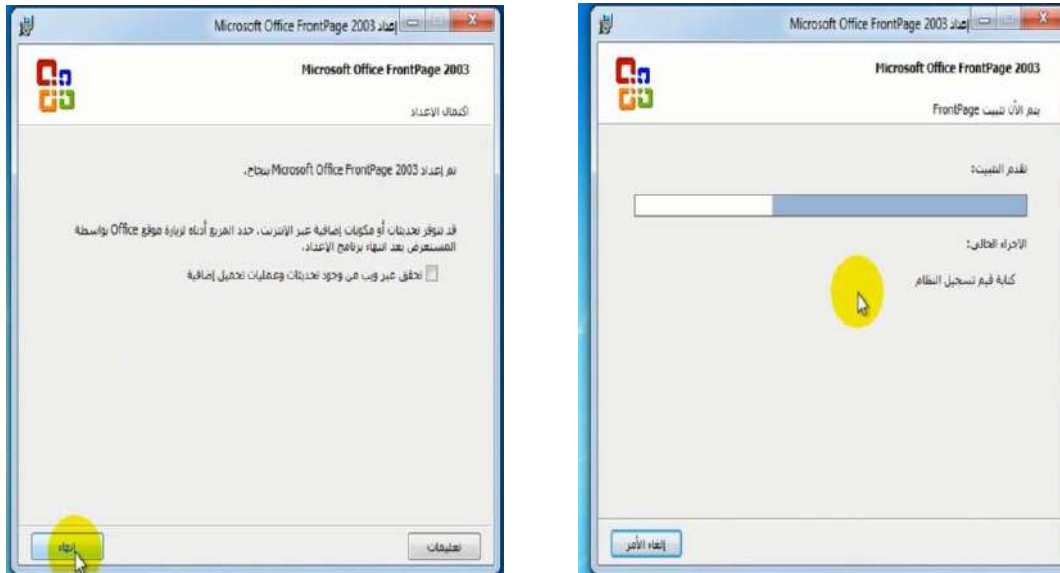 إعداد Microsoft Office FrontPage 2003
Microsoft Office FrontPage 2003
يتم الآن تثبيت FrontPage
تقدم التثبيت:
الإجراء الحالي:
كتابة قيم تسجيل النظام
إلغاء الأمر
إعداد Microsoft Office FrontPage 2003
Microsoft Office FrontPage 2003
اكتمال الإعداد
تم إعداد Microsoft Office FrontPage 2003 بنجاح.
قد تتوفر تحديثات أو مكونات إضافية عبر الإنترنت. حدد المربع أدناه لزيارة موقع Office بواسطة
المستعرض بعد انتهاء برنامج الإعداد.
تحقق عبر ويب من وجود تحديثات وعمليات تحميل إضافية
تعليمات
إنهاء